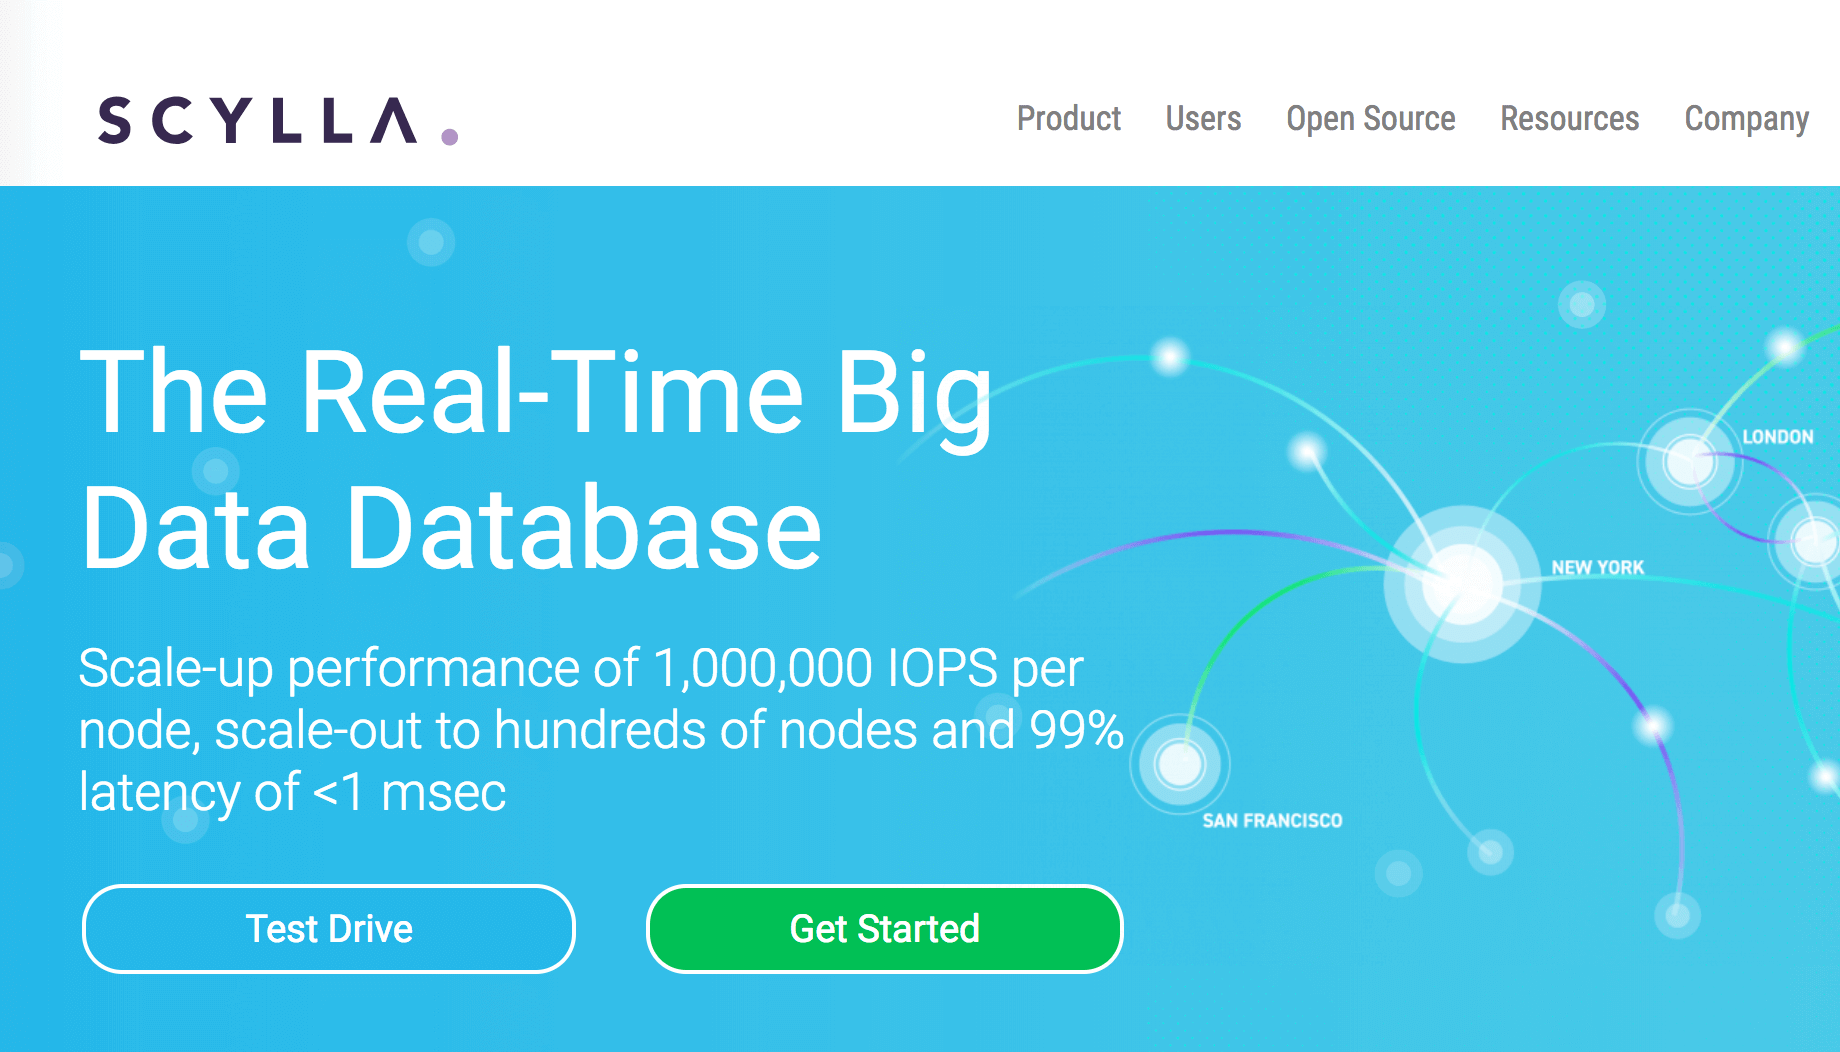 SCYLLA.
Product Users Open Source Resources Company
The Real-Time Big
Data Database
Scale-up performance of 1,000,000 IOPS per
node, scale-out to hundreds of nodes and 99%
latency of <1 msec
Test Drive
Get Started
LONDON
NEW YORK
SAN FRANCISCO